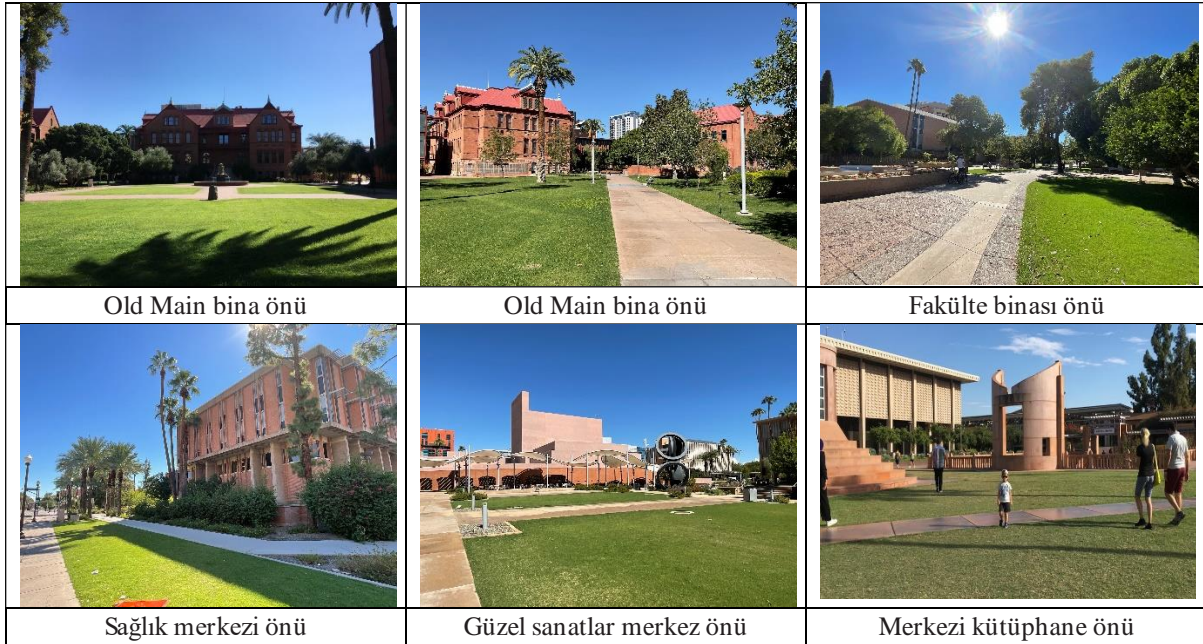 Old Main bina önü
Old Main bina önü
Fakülte binası önü
Sağlık merkezi önü
Güzel sanatlar merkez önü
Merkezi kütüphane önü